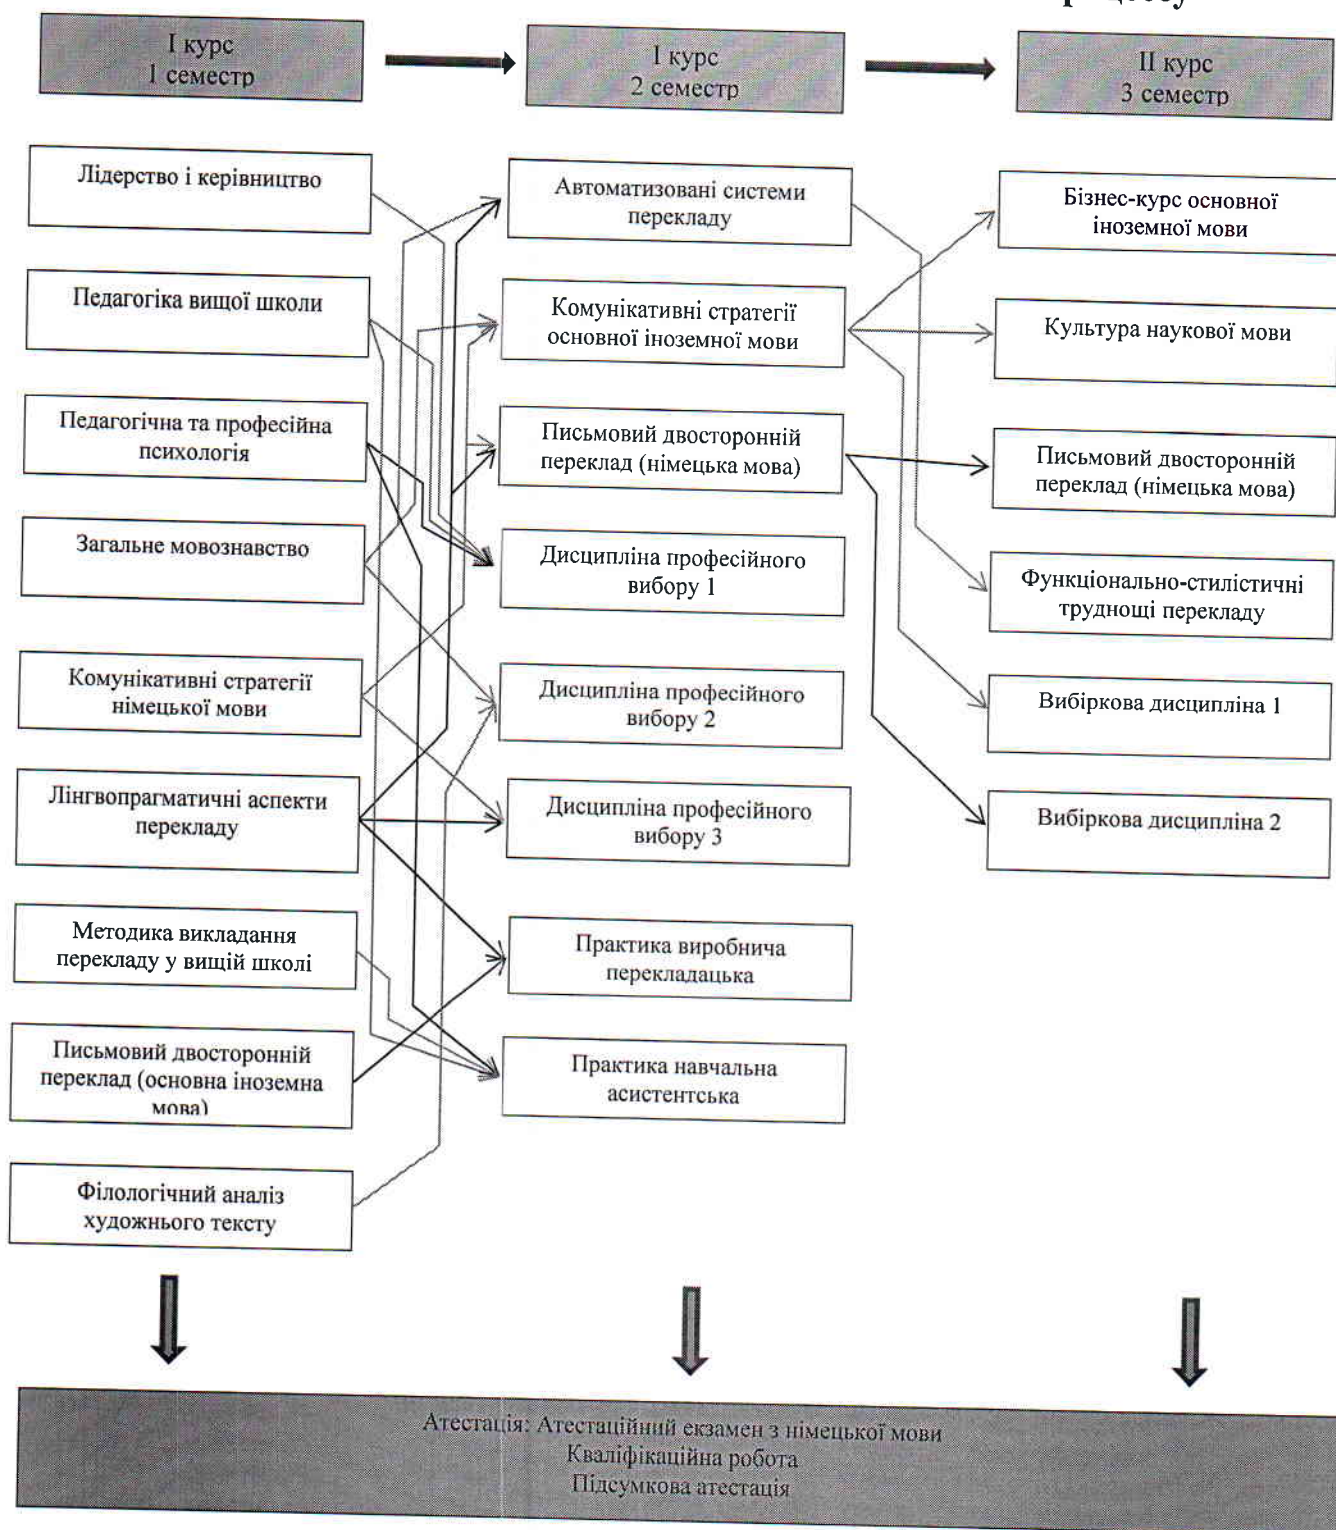 І курс
1 семестр
І курс
2 семестр
ІІ курс
3 семестр
Лідерство і керівництво
Педагогіка вищої школи
Педагогічна та професійна
психологія
Загальне мовознавство
Комунікативні стратегії
німецької мови
Лінгвопрагматичні аспекти
перекладу
Методика викладання
перекладу у вищій школі
Письмовий двосторонній
переклад (основна іноземна
мова)
Філологічний аналіз
художнього тексту
Автоматизовані системи
перекладу
Комунікативні стратегії
основної іноземної мови
Письмовий двосторонній
переклад (німецька мова)
Дисципліна професійного
вибору 1
Дисципліна професійного
вибору 2
Дисципліна професійного
вибору 3
Практика виробнича
перекладацька
Практика навчальна
асистентська
Бізнес-курс основної
іноземної мови
Культура наукової мови
Письмовий двосторонній
переклад (німецька мова)
Функціонально-стилістичні
труднощі перекладу
Вибіркова дисципліна 1
Вибіркова дисципліна 2
Атестація: Атестаційний екзамен з німецької мови
Кваліфікаційна робота
Підсумкова атестація